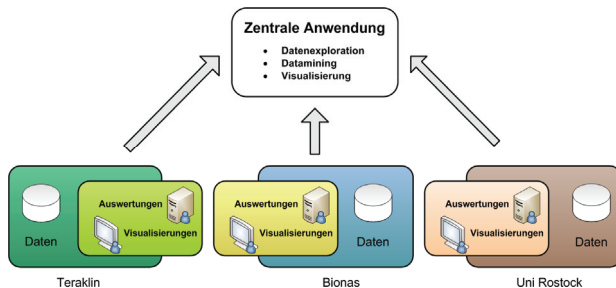 Zentrale Anwendung
• Datenexploration
• Datamining
• Visualisierung
Daten
Auswertungen
Visualisierungen
Teraklin
Auswertungen
Visualisierungen
Daten
Bionas
Auswertungen
Visualisierungen
Daten
Uni Rostock